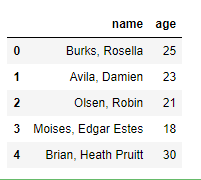 name age
0 Burks, Rosella 25
1 Avila, Damien 23
2 Olsen, Robin 21
3 Moises, Edgar Estes 18
4 Brian, Heath Pruitt 30